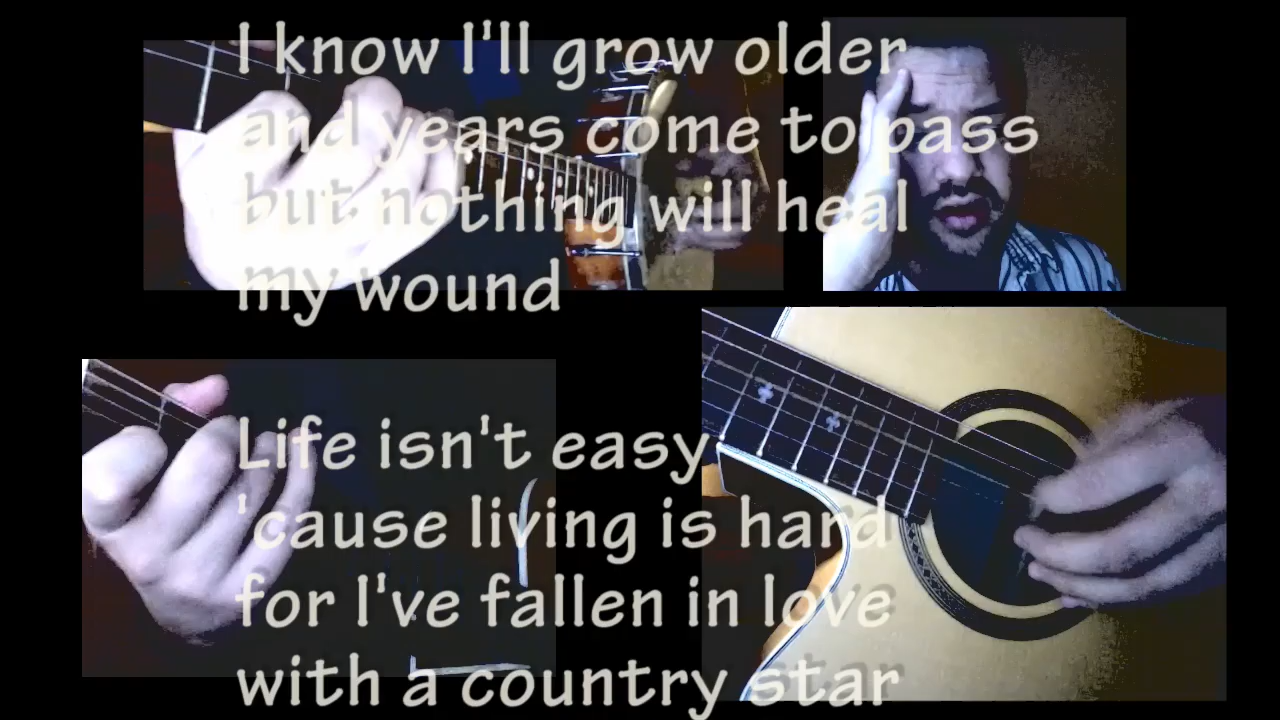 I know I'll grow older
and years come to pass
but nothing will heal
my wound
Life isn't easy
'cause living is hard
for I've fallen in love
with a country star